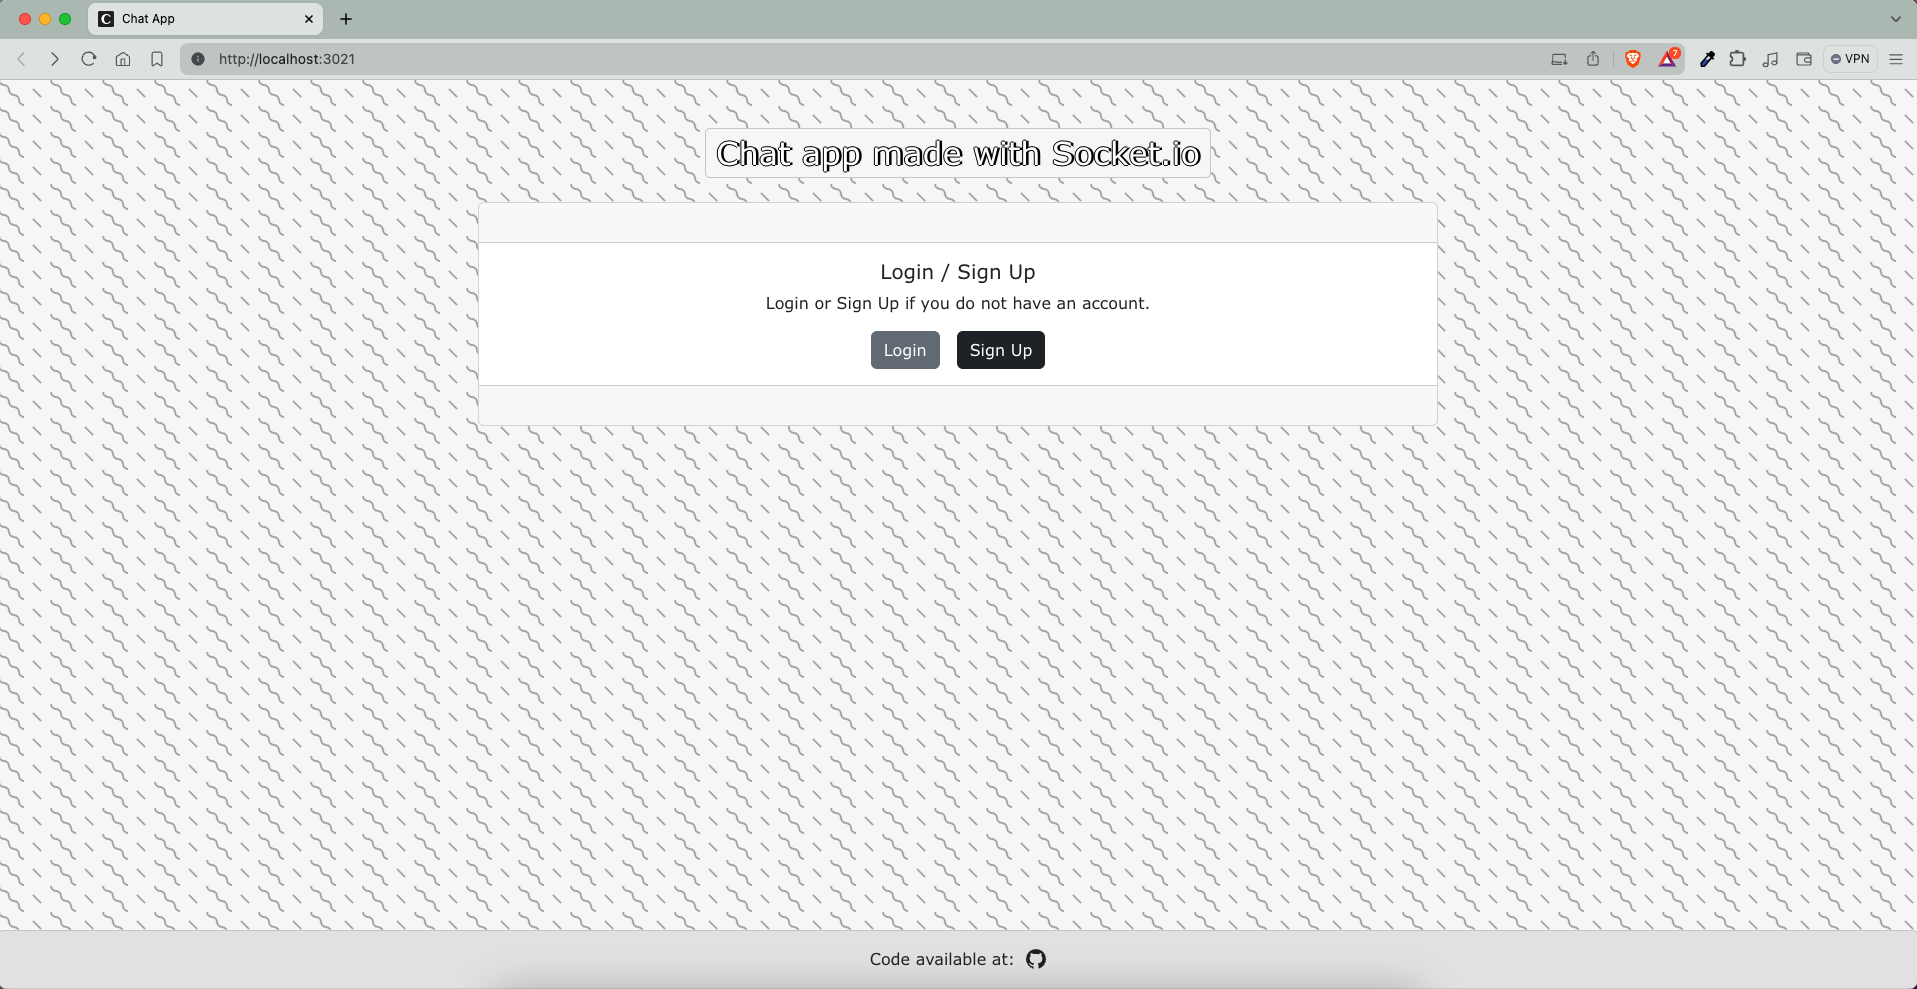 C Chat App
http://localhost:3021
7
VPN
Chat app made with Socket.io
Login / Sign Up
Login or Sign Up if you do not have an account.
Login Sign Up
Code available at: